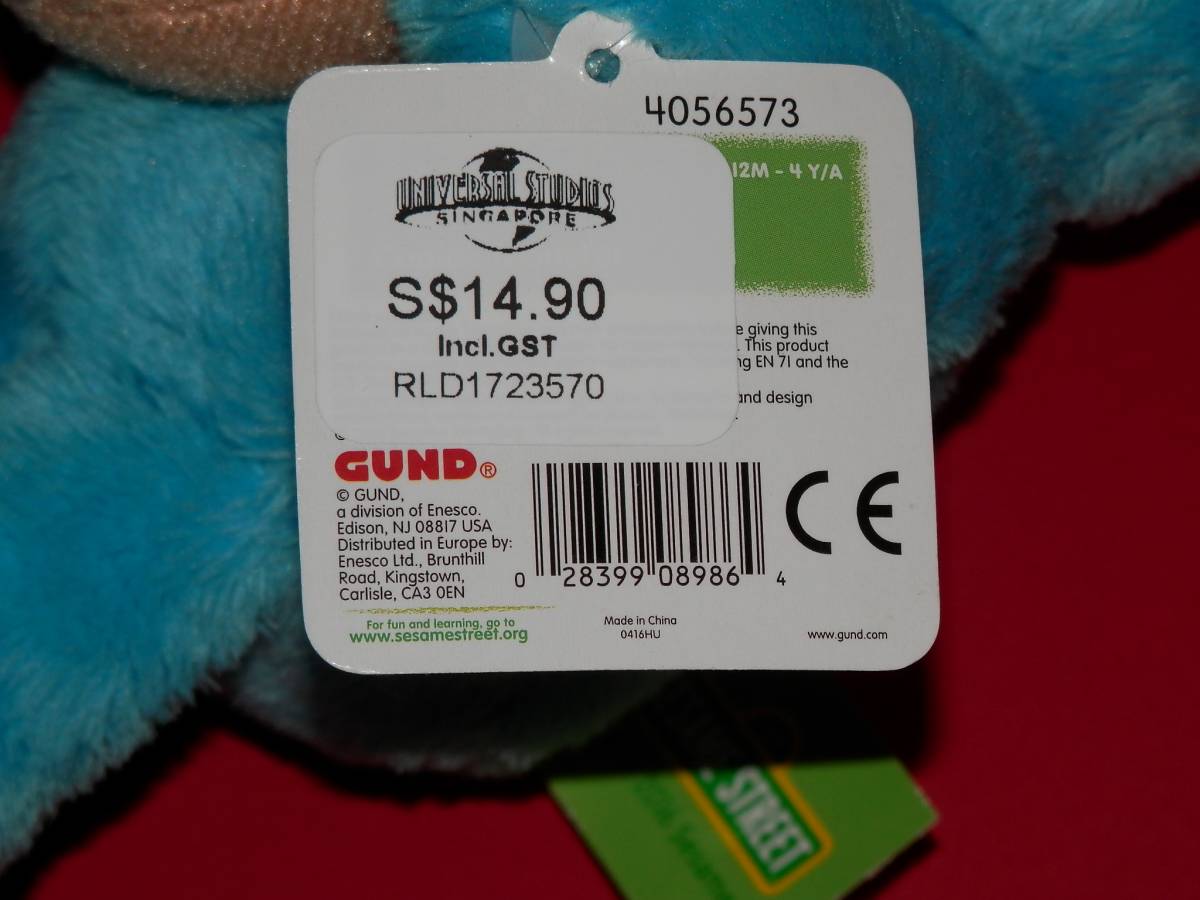 4056573
12M - 4 Y/A
UNIVERSAL STUDIOS
SINGAPORE
S$14.90
Incl.GST
RLD1723570
giving this
. This product
EN 71 and the
and design
GUND®
© GUND,
a division of Enesco.
Edison, NJ 08817 USA
Distributed in Europe by:
Enesco Ltd., Brunthill
Road, Kingstown,
Carlisle, CA3 0EN
For fun and learning, go to
www.sesamestreet.org
0 28399 08986 4
CE
Made in China
0416HU
www.gund.com
STREET